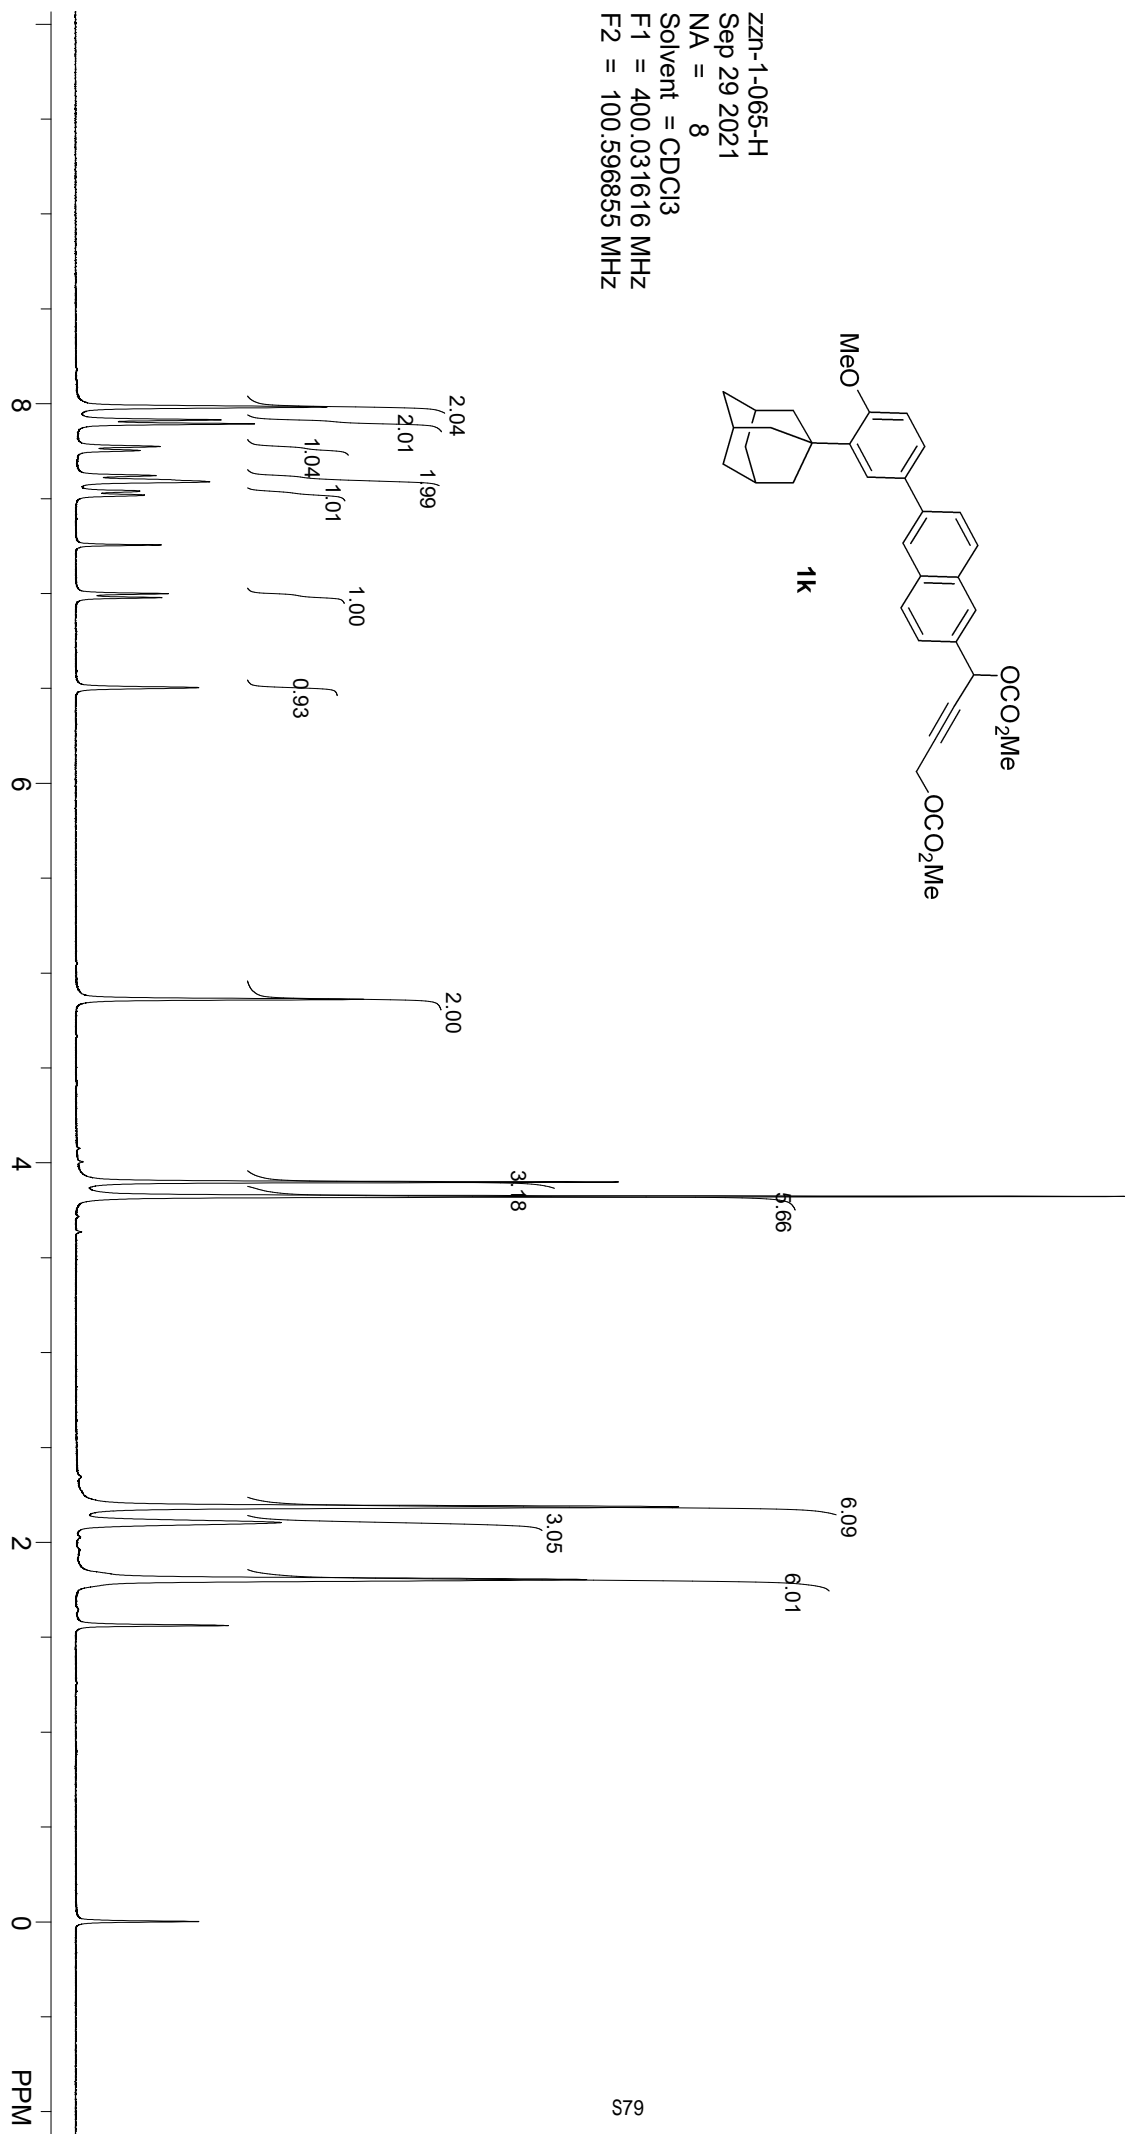 zzn-1-065-H
Sep 29 2021
NA = 8
Solvent = CDCl3
F1 = 400.031616 MHz
F2 = 100.596855 MHz
MeO
OCO2Me
OCO2Me
1k
2.04
2.01
1.04
1.99
1.01
1.00
0.93
2.00
3.18
5.66
6.09
3.05
6.01
8
6
4
2
0
PPM
S79